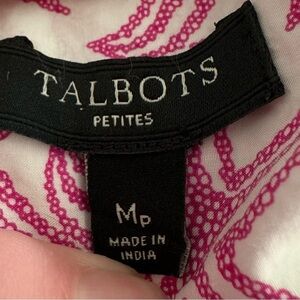 TALBOTS
PETITES
MP
MADE IN
INDIA